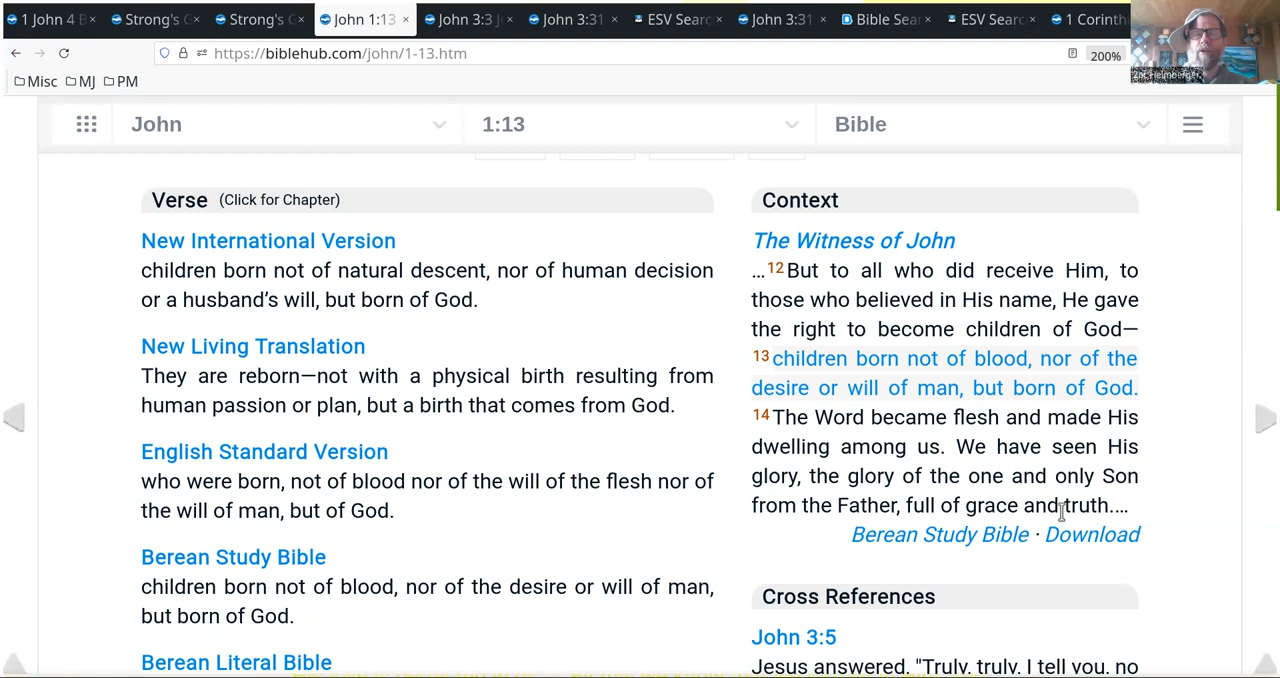 1 John 4 B
Strong's C
Strong's C
John 1:13
John 3:3 J
John 3:31
ESV Searc
John 3:31
Bible Sear
ESV Searc
1 Corinth
https://biblehub.com/john/1-13.htm
200%
Misc
MJ
PM
John
1:13
Bible
Verse (Click for Chapter)
New International Version
children born not of natural descent, nor of human decision
or a husband's will, but born of God.
New Living Translation
They are reborn—not with a physical birth resulting from
human passion or plan, but a birth that comes from God.
English Standard Version
who were born, not of blood nor of the will of the flesh nor of
the will of man, but of God.
Berean Study Bible
children born not of blood, nor of the desire or will of man,
but born of God.
Berean Literal Bible
Context
The Witness of John
…12But to all who did receive Him, to
those who believed in His name, He gave
the right to become children of God—
13children born not of blood, nor of the
desire or will of man, but born of God.
14The Word became flesh and made His
dwelling among us. We have seen His
glory, the glory of the one and only Son
from the Father, full of grace and truth.…
Berean Study Bible · Download
Cross References
John 3:5
Jesus answered, "Truly, truly, I tell you, no